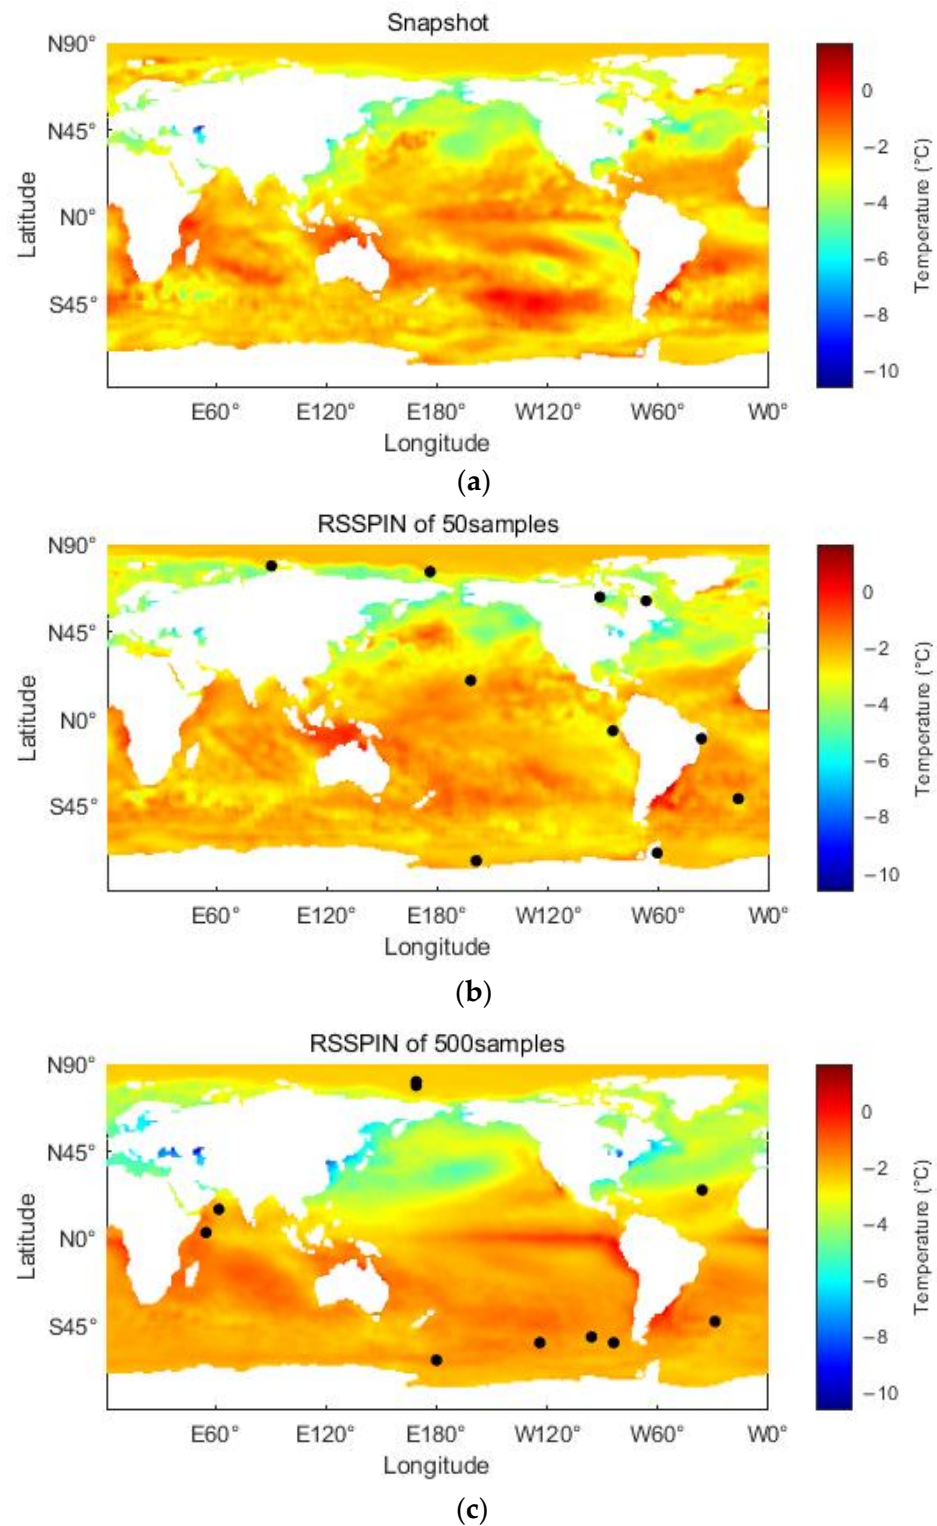 Snapshot
N90°
N45°
N0°
S45°
Latitude
E60° E120° E180° W120° W60° W0°
Longitude
0
−2
−4
−6
−8
−10
Temperature (°C)
(a)
RSSPIN of 50samples
N90°
N45°
N0°
S45°
Latitude
E60° E120° E180° W120° W60° W0°
Longitude
0
−2
−4
−6
−8
−10
Temperature (°C)
(b)
RSSPIN of 500samples
N90°
N45°
N0°
S45°
Latitude
E60° E120° E180° W120° W60° W0°
Longitude
0
−2
−4
−6
−8
−10
Temperature (°C)
(c)